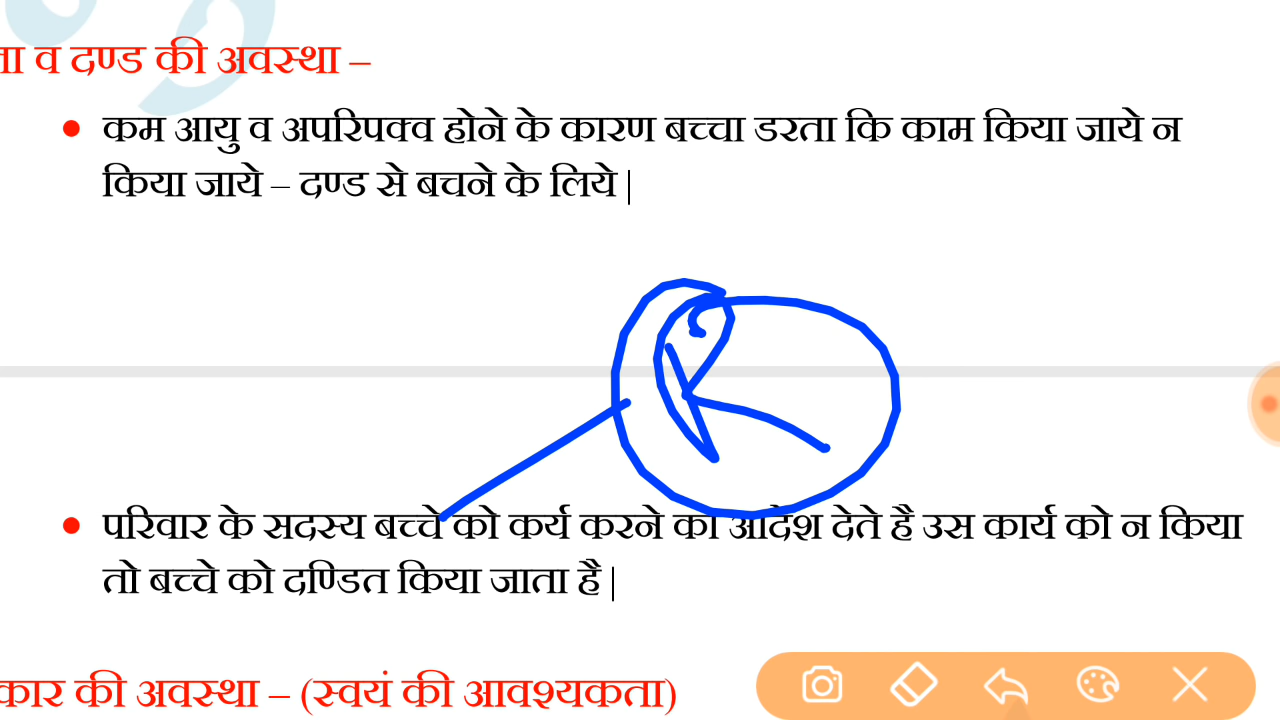 व दण्ड की अवस्था –
• कम आयु व अपरिपक्व होने के कारण बच्चा डरता कि काम किया जाये न
किया जाये – दण्ड से बचने के लिये |
R
• परिवार के सदस्य बच्चे को कर्य करने का आदेश देते है उस कार्य को न किया
तो बच्चे को दण्डित किया जाता है |
की अवस्था – (स्वयं की आवश्यकता)